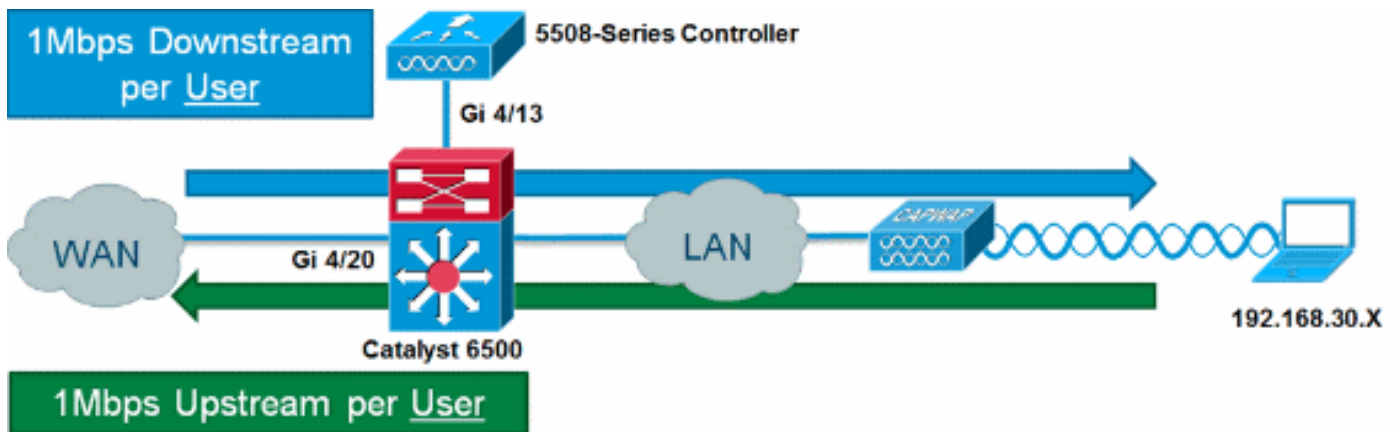 1Mbps Downstream
per User
5508-Series Controller
Gi 4/13
WAN
Gi 4/20
LAN
CAPWAP
192.168.30.X
Catalyst 6500
1Mbps Upstream per User